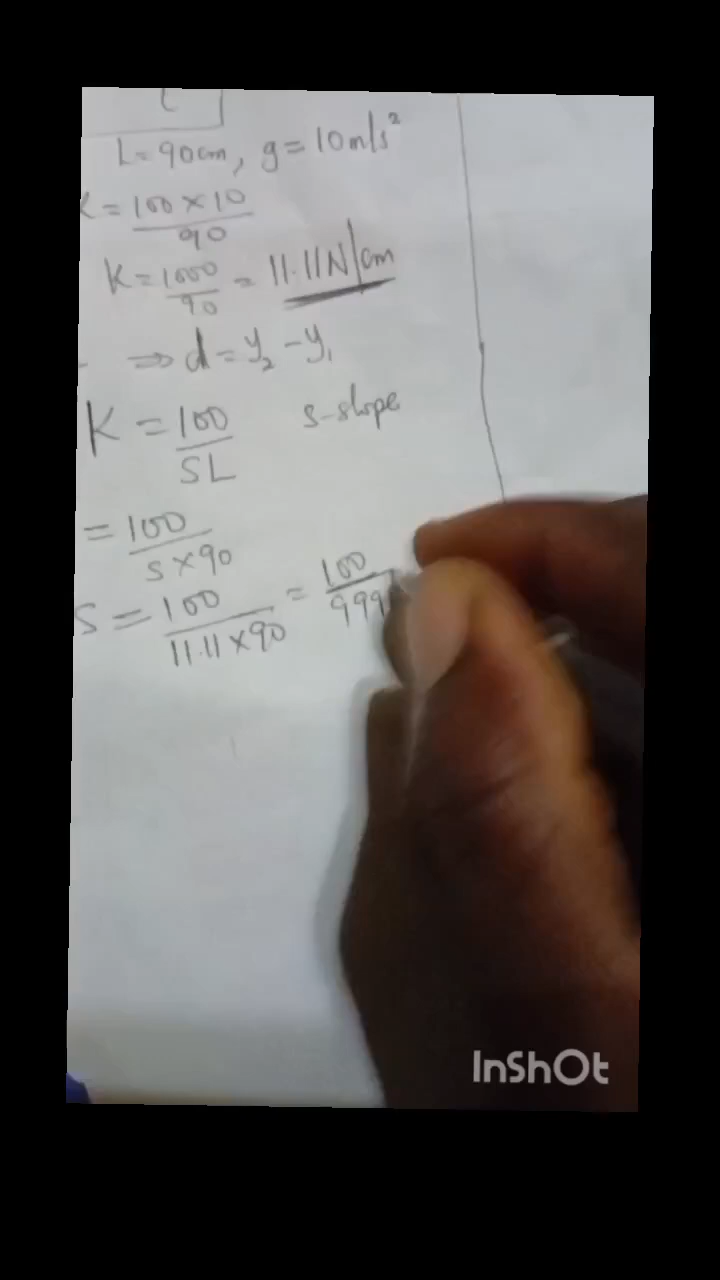 L=90cm, g=10m/s²
K=100×10/90
K=1000/90=11.11N/cm
⇒ d=y₂-y₁
K=100/SL s-slope
=100/s×90
S=100/11.11×90=100/999
InShOt